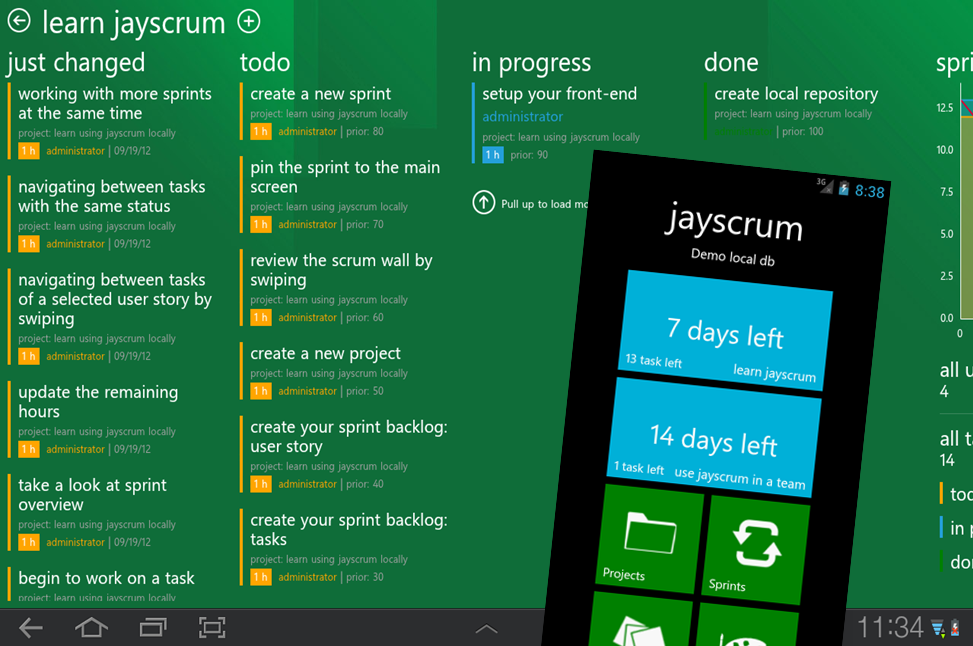 learn jayscrum
just changed
working with more sprints
at the same time
project: learn using jayscrum locally
1 h administrator | 09/19/12
navigating between tasks
with the same status
project: learn using jayscrum locally
1 h administrator | 09/19/12
navigating between tasks
of a selected user story by
swiping
project: learn using jayscrum locally
1 h administrator | 09/19/12
update the remaining
hours
project: learn using jayscrum locally
1 h administrator | 09/19/12
take a look at sprint
overview
project: learn using jayscrum locally
1 h administrator | 09/19/12
begin to work on a task
project: learn using jayscrum locally
todo
create a new sprint
project: learn using jayscrum locally
1 h administrator | prior: 80
pin the sprint to the main
screen
project: learn using jayscrum locally
1 h administrator | prior: 70
review the scrum wall by
swiping
project: learn using jayscrum locally
1 h administrator | prior: 60
create a new project
project: learn using jayscrum locally
1 h administrator | prior: 50
create your sprint backlog:
user story
project: learn using jayscrum locally
1 h administrator | prior: 40
create your sprint backlog:
tasks
project: learn using jayscrum locally
1 h administrator | prior: 30
in progress
setup your front-end
administrator
project: learn using jayscrum locally
1 h prior: 90
Pull up to load mo
done
create local repository
project: learn using jayscrum locally
| prior: 100
spri
12.5
10.0
7.5
5.0
2.5
0.0
0
all u
4
all ta
14
tod
in p
don
3G 8:38
jayscrum
Demo local db
7 days left
13 task left learn jayscrum
14 days left
1 task left use jayscrum in a team
Projects
Sprints
11:34